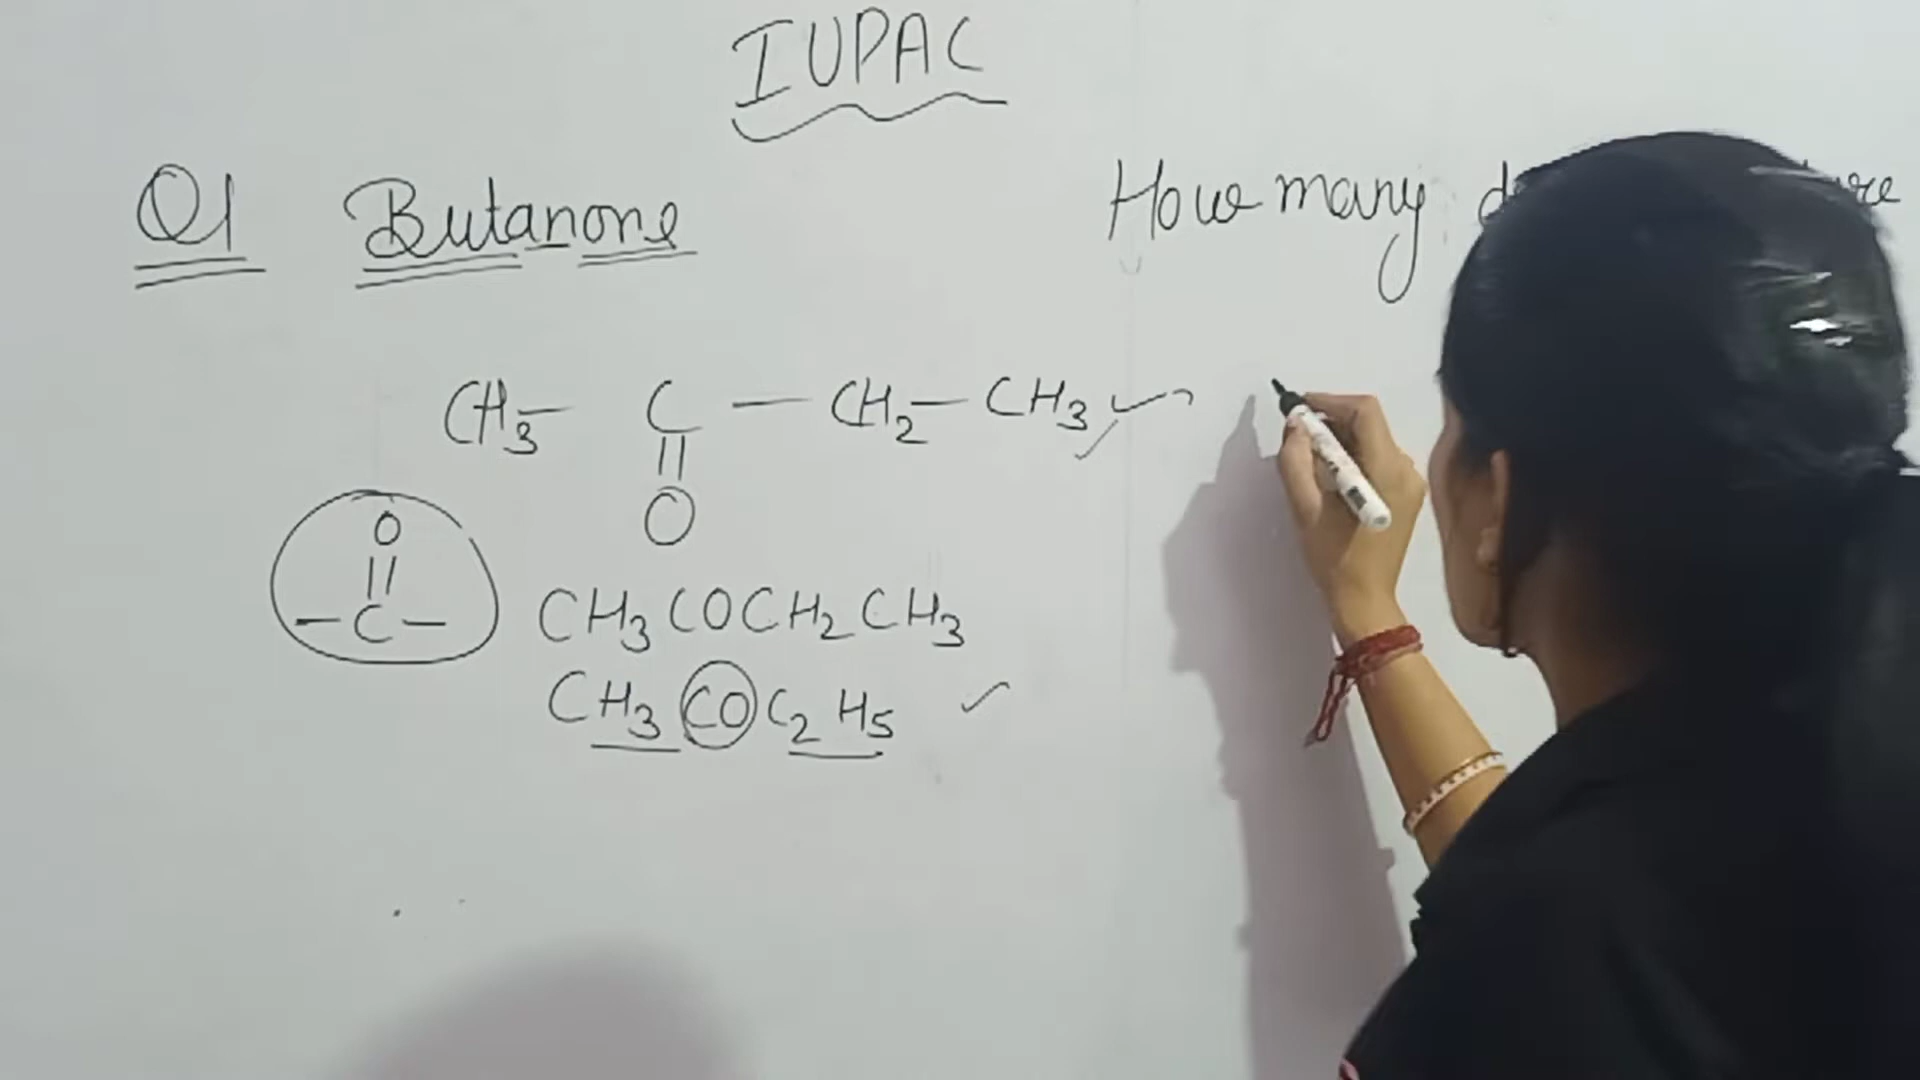 IUPAC
Q1 Butanone
How many
CH3- C — CH2- CH3
||
O
O
||
-C-
CH3COCH2CH3
CH3COC2H5